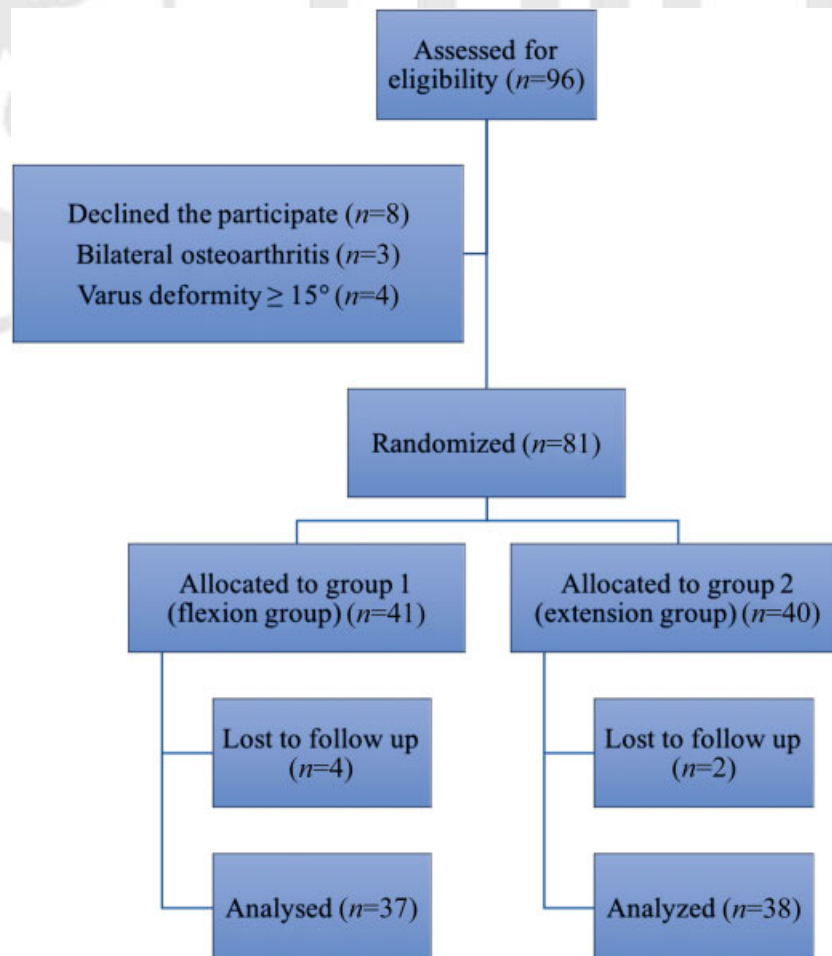 Assessed for
eligibility (n=96)
Declined the participate (n=8)
Bilateral osteoarthritis (n=3)
Varus deformity ≥ 15° (n=4)
Randomized (n=81)
Allocated to group 1
(flexion group) (n=41)
Allocated to group 2
(extension group) (n=40)
Lost to follow up
(n=4)
Lost to follow up
(n=2)
Analysed (n=37)
Analyzed (n=38)